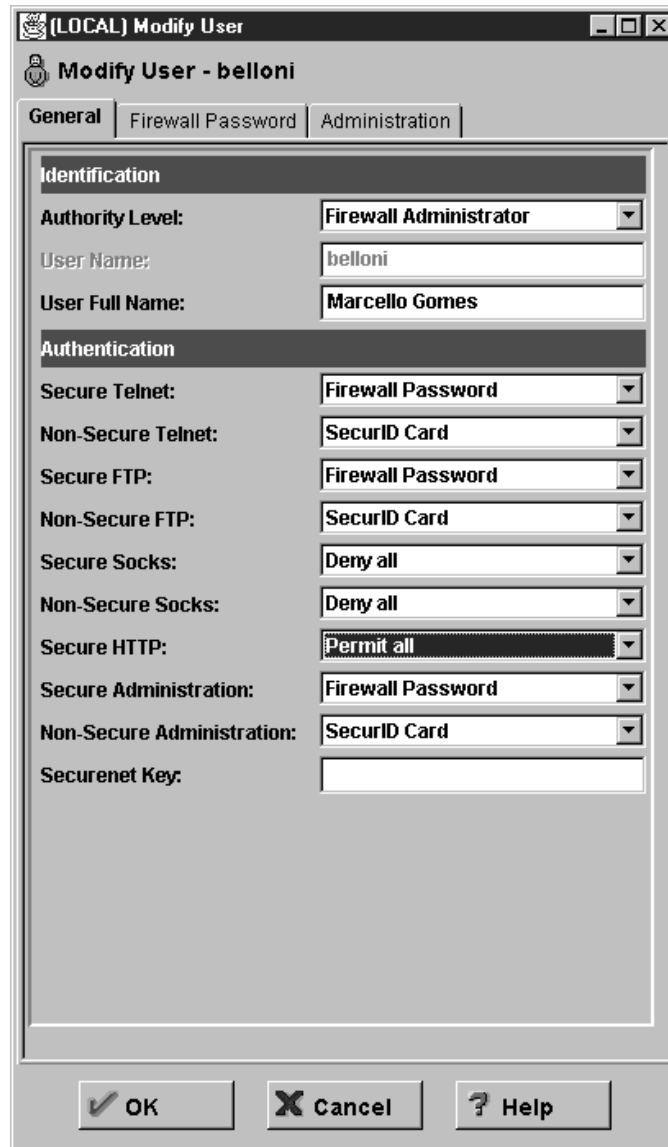 (LOCAL) Modify User
Modify User - belloni
General Firewall Password Administration
Identification
Authority Level: Firewall Administrator
User Name: belloni
User Full Name: Marcello Gomes
Authentication
Secure Telnet: Firewall Password
Non-Secure Telnet: SecurID Card
Secure FTP: Firewall Password
Non-Secure FTP: SecurID Card
Secure Socks: Deny all
Non-Secure Socks: Deny all
Secure HTTP: Permit all
Secure Administration: Firewall Password
Non-Secure Administration: SecurID Card
Securenet Key:
OK Cancel Help